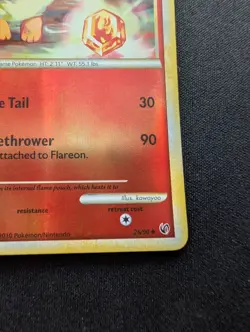 me Pokémon. HT: 2'11". WT: 55.1 lbs.
e Tail 30
ethrower 90
attached to Flareon.
its internal flame pouch, which heats it to
Illus. kawayoo
resistance retreat cost
2010 Pokémon/Nintendo. 26/90 ★